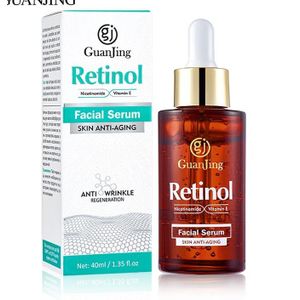 GuanJing
Retinol
Nicotinamide Vitamin E
Facial Serum
SKIN ANTI-AGING
ANTI WRINKLE
REGENERATION
Net: 40ml / 1.35 fl.oz
gj
GuanJing
Retinol
Nicotinamide Vitamin E
Facial Serum
SKIN ANTI-AGING